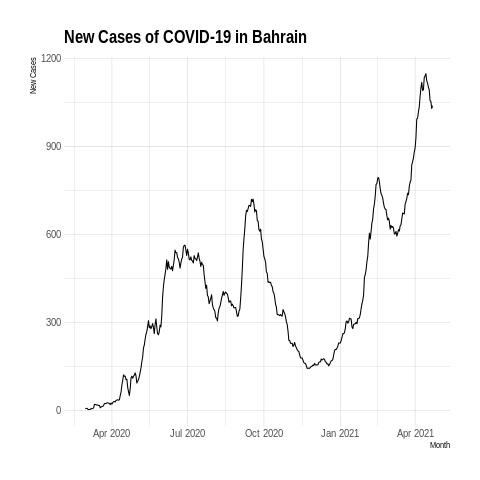 New Cases of COVID-19 in Bahrain
New Cases
1200
900
600
300
0
Apr 2020 Jul 2020 Oct 2020 Jan 2021 Apr 2021
Month